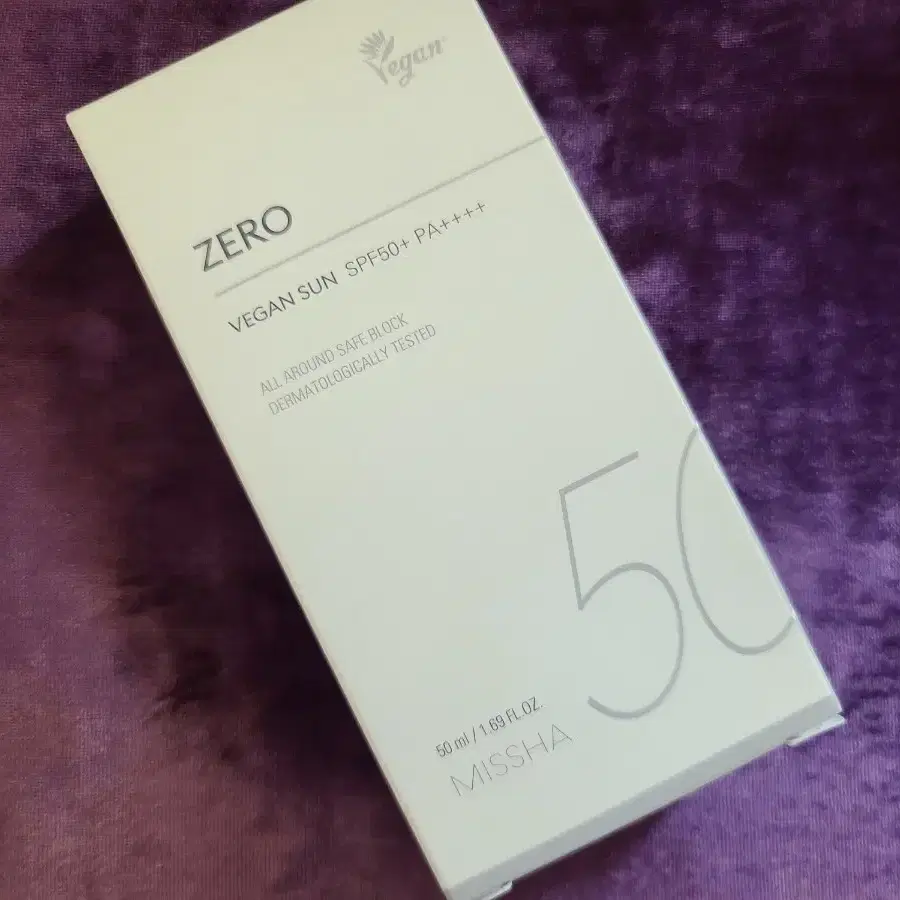 Vegan
ZERO
VEGAN SUN SPF50+ PA++++
ALL AROUND SAFE BLOCK
DERMATOLOGICALLY TESTED
50
50 ml / 1.69 FL.OZ.
MISSHA